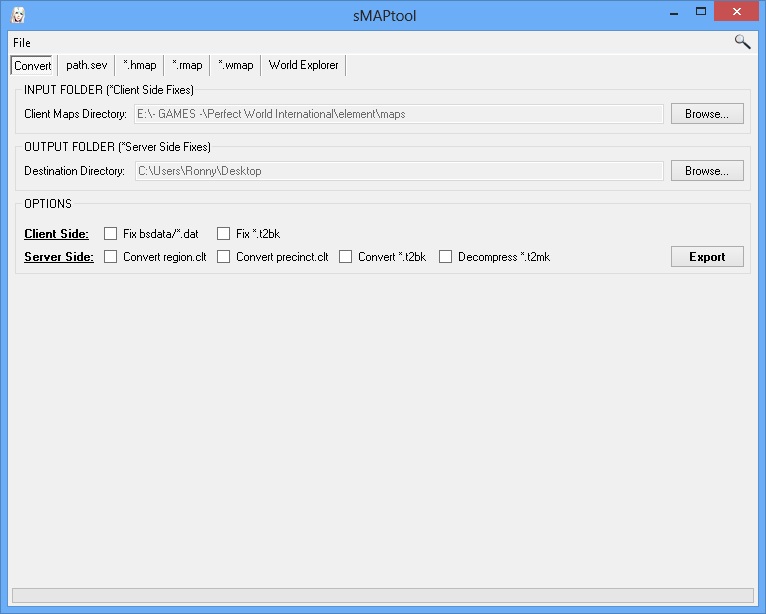 sMAPtool
File
Convert path.sev *.hmap *.rmap *.wmap World Explorer
INPUT FOLDER (*Client Side Fixes)
Client Maps Directory: E:\- GAMES -\Perfect World International\element\maps Browse...
OUTPUT FOLDER (*Server Side Fixes)
Destination Directory: C:\Users\Ronny\Desktop Browse...
OPTIONS
Client Side: Fix bsdata/*.dat Fix *.t2bk
Server Side: Convert region.clt Convert precinct.clt Convert *.t2bk Decompress *.t2mk Export